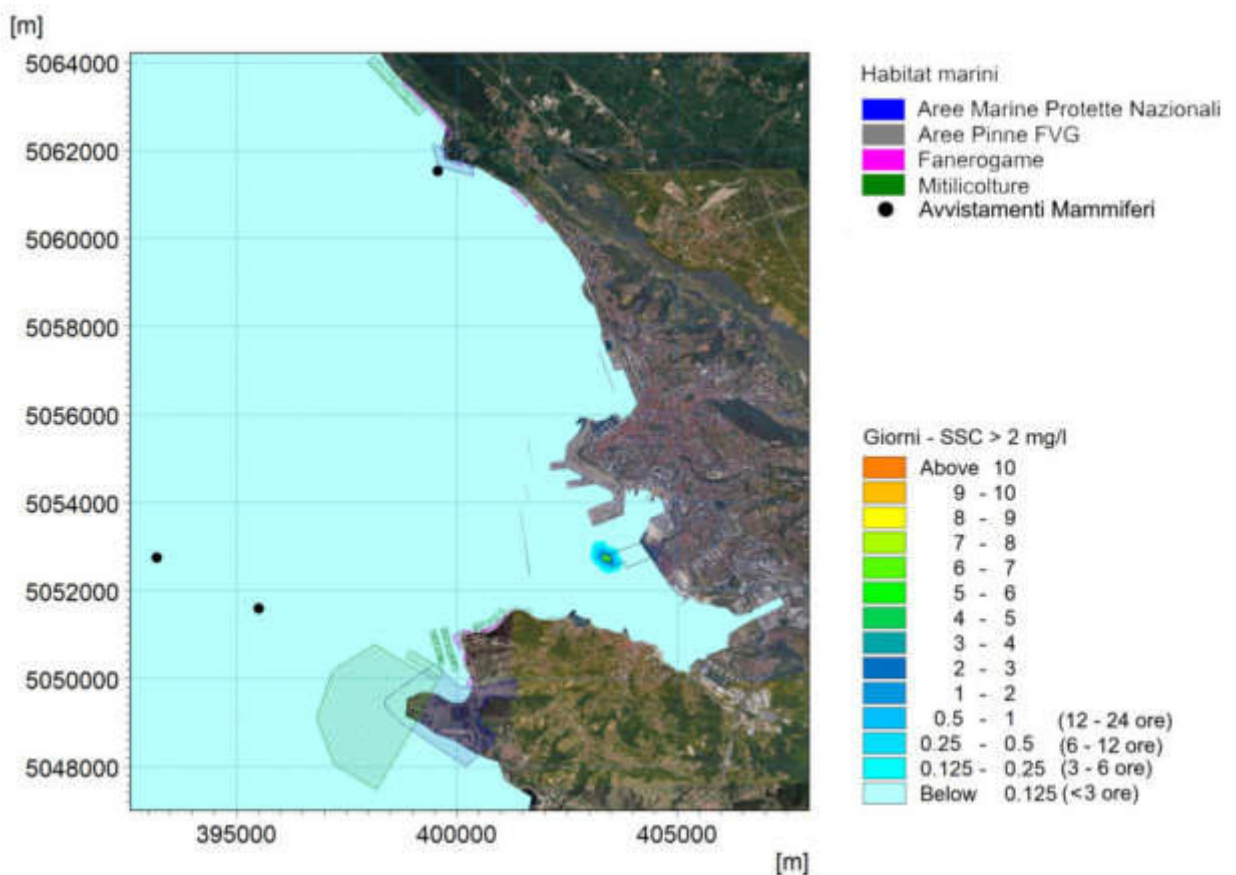 [m]
5064000
5062000
5060000
5058000
5056000
5054000
5052000
5050000
5048000
395000 400000 405000
[m]
Habitat marini
Aree Marine Protette Nazionali
Aree Pinne FVG
Fanerogame
Mitilicolture
Avvistamenti Mammiferi
Giorni - SSC > 2 mg/l
Above 10
9 - 10
8 - 9
7 - 8
6 - 7
5 - 6
4 - 5
3 - 4
2 - 3
1 - 2
0.5 - 1 (12 - 24 ore)
0.25 - 0.5 (6 - 12 ore)
0.125 - 0.25 (3 - 6 ore)
Below 0.125 (<3 ore)